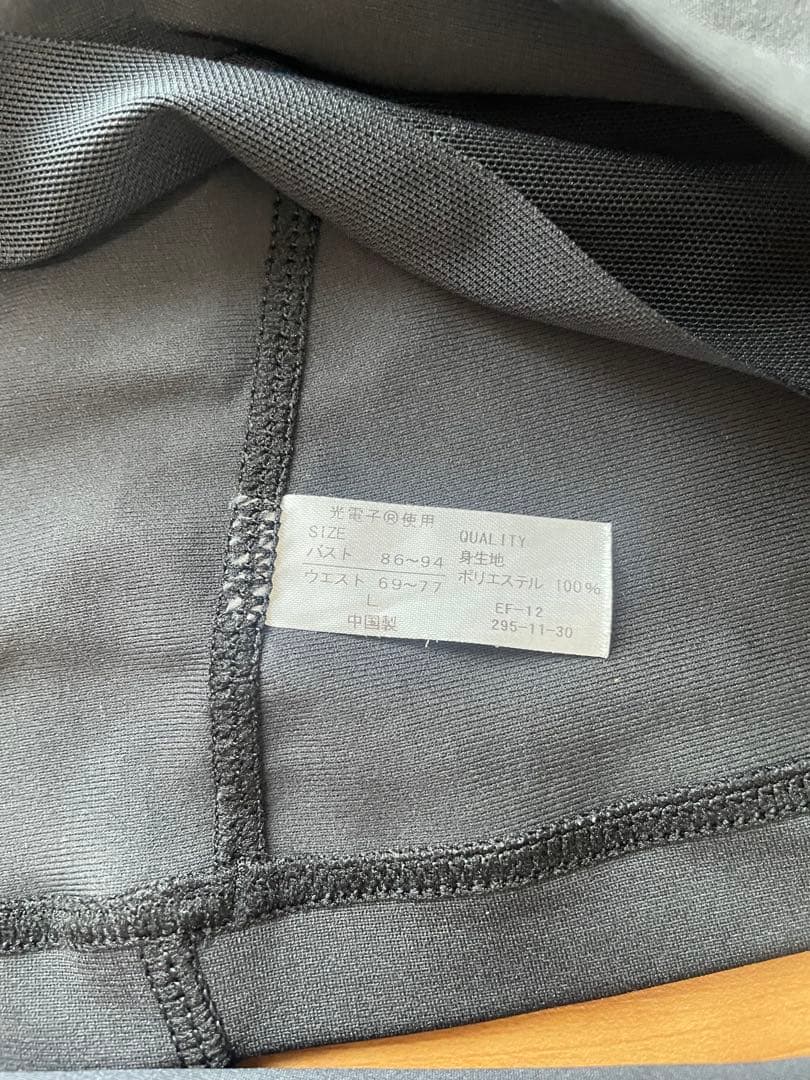 光電子®使用
SIZE
バスト 86～94
ウエスト 69～77
L
中国製
QUALITY
身生地
ポリエステル 100%
EF-12
295-11-30